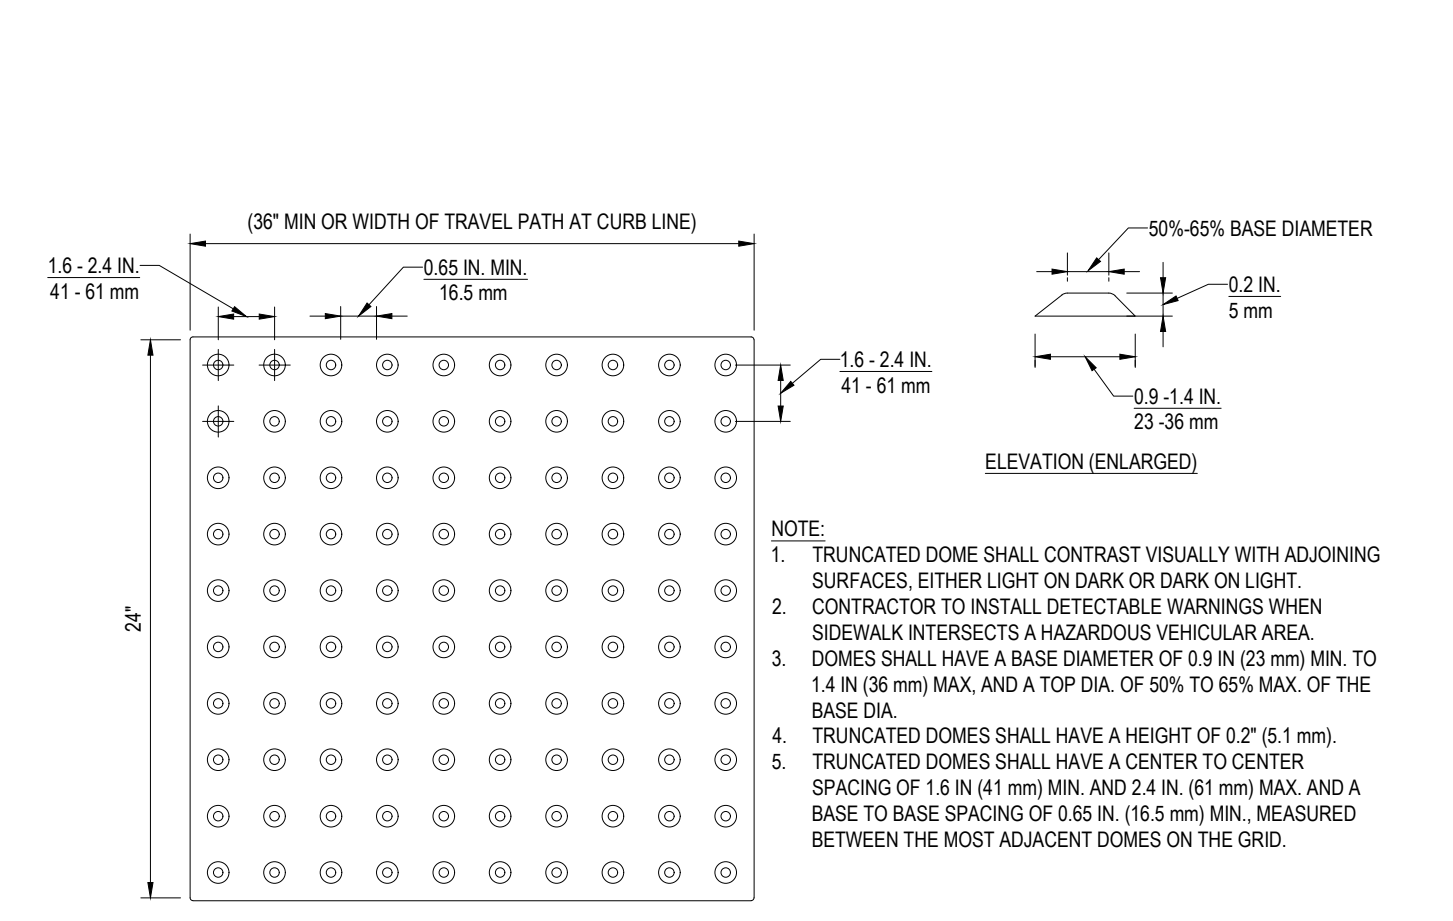 (36" MIN OR WIDTH OF TRAVEL PATH AT CURB LINE)
1.6 - 2.4 IN.
41 - 61 mm
0.65 IN. MIN.
16.5 mm
1.6 - 2.4 IN.
41 - 61 mm
24"
50%-65% BASE DIAMETER
0.2 IN.
5 mm
0.9 -1.4 IN.
23 -36 mm
ELEVATION (ENLARGED)
NOTE:
1. TRUNCATED DOME SHALL CONTRAST VISUALLY WITH ADJOINING
SURFACES, EITHER LIGHT ON DARK OR DARK ON LIGHT.
2. CONTRACTOR TO INSTALL DETECTABLE WARNINGS WHEN
SIDEWALK INTERSECTS A HAZARDOUS VEHICULAR AREA.
3. DOMES SHALL HAVE A BASE DIAMETER OF 0.9 IN (23 mm) MIN. TO
1.4 IN (36 mm) MAX, AND A TOP DIA. OF 50% TO 65% MAX. OF THE
BASE DIA.
4. TRUNCATED DOMES SHALL HAVE A HEIGHT OF 0.2" (5.1 mm).
5. TRUNCATED DOMES SHALL HAVE A CENTER TO CENTER
SPACING OF 1.6 IN (41 mm) MIN. AND 2.4 IN. (61 mm) MAX. AND A
BASE TO BASE SPACING OF 0.65 IN. (16.5 mm) MIN., MEASURED
BETWEEN THE MOST ADJACENT DOMES ON THE GRID.